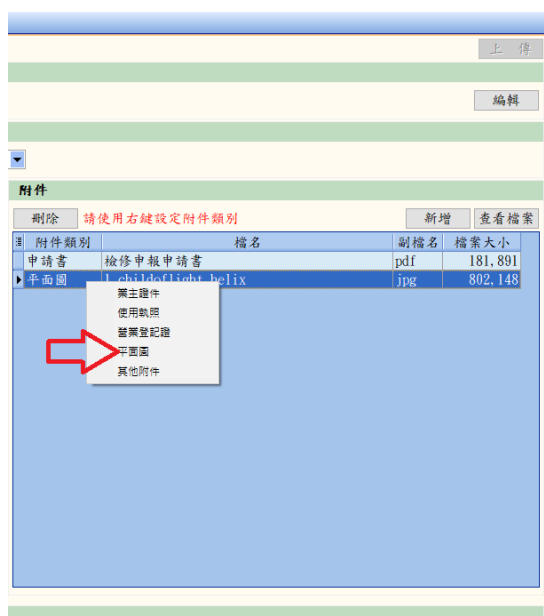 上 傳
編輯
附件
刪除 請使用右鍵設定附件類別 新增 查看檔案
附件類別 檔名 副檔名 檔案大小
申請書 檢修申報申請書 pdf 181,891
平面圖 l_childoflight_helix jpg 802,148
業主證件
使用執照
營業登記證
平面圖
其他附件